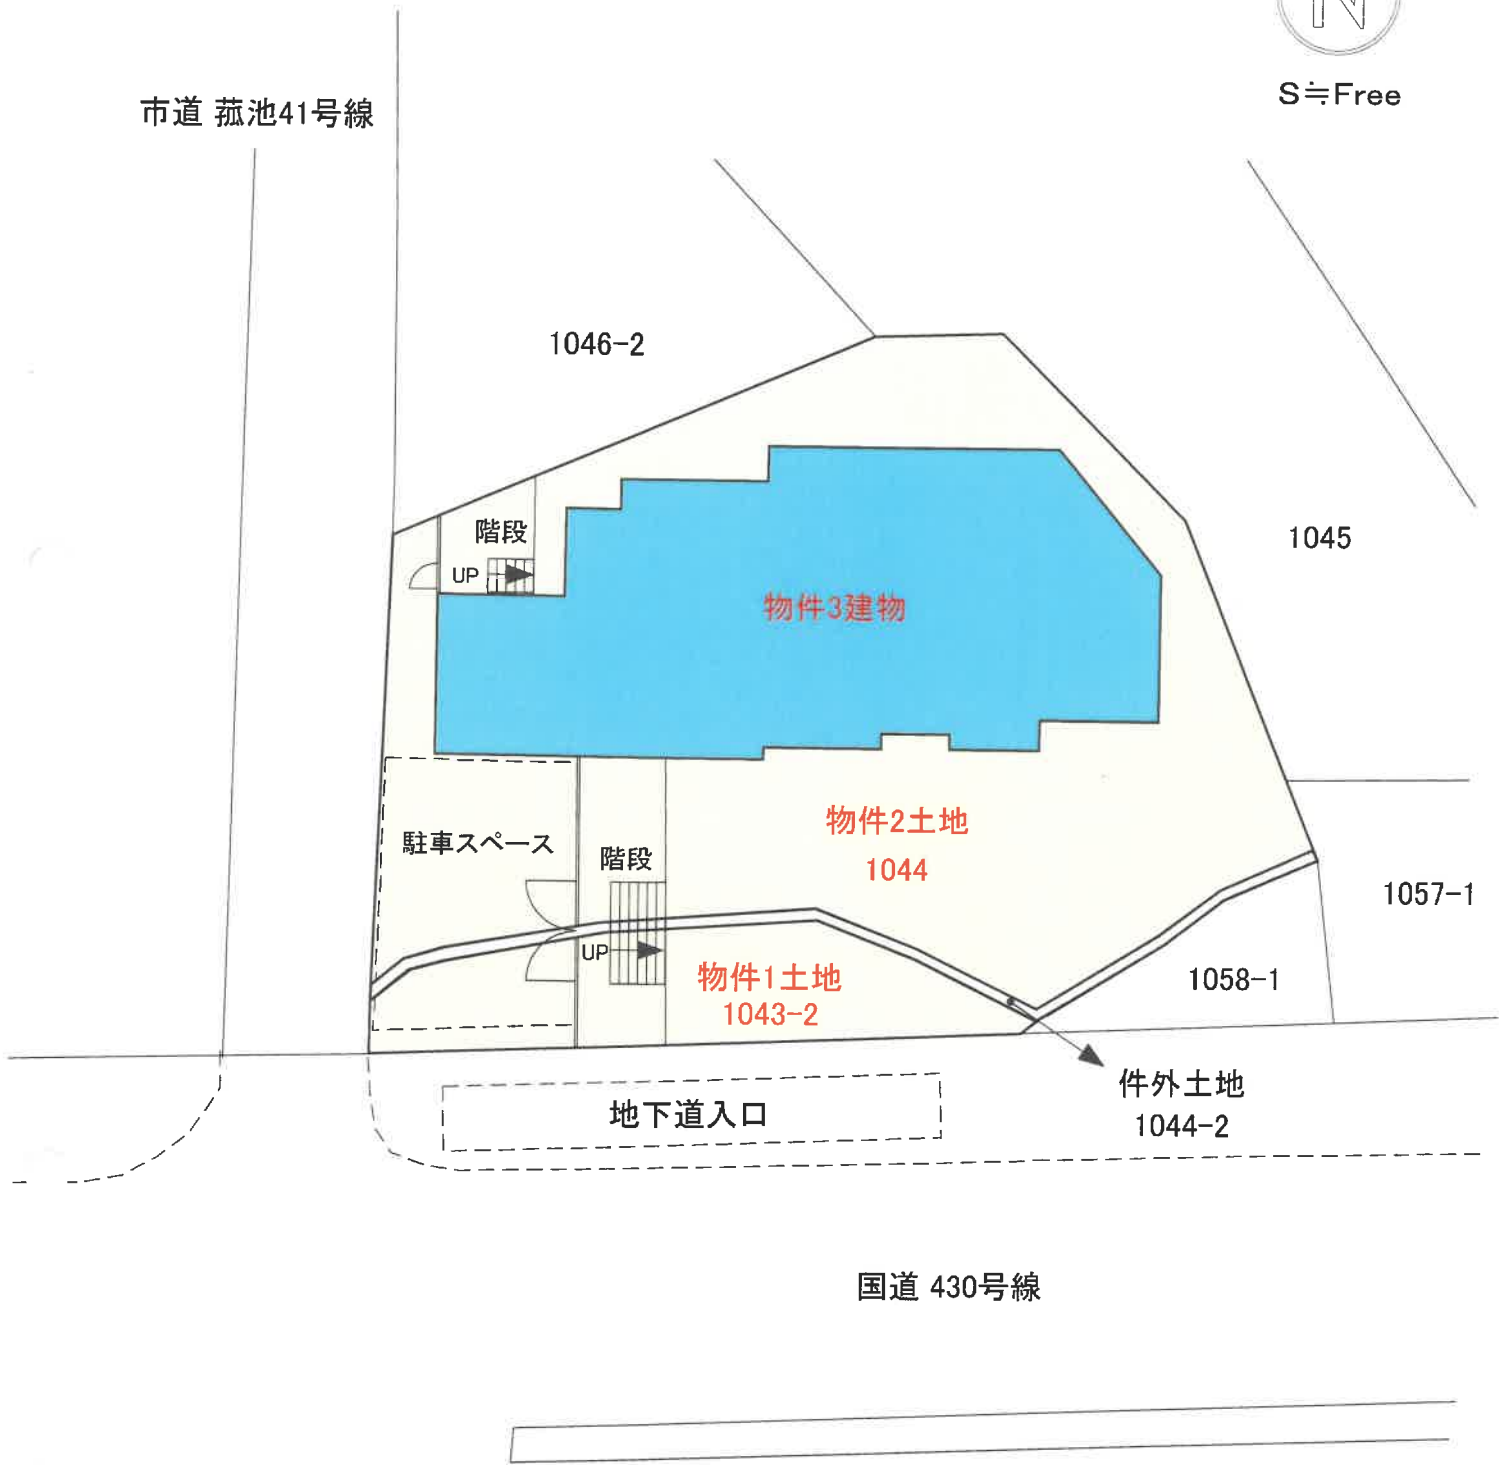 N
S≒Free
市道 菰池41号線
1046-2
階段
UP
1045
物件3建物
物件2土地
1044
駐車スペース
階段
1057-1
UP
物件1土地
1043-2
1058-1
件外土地
1044-2
地下道入口
国道 430号線